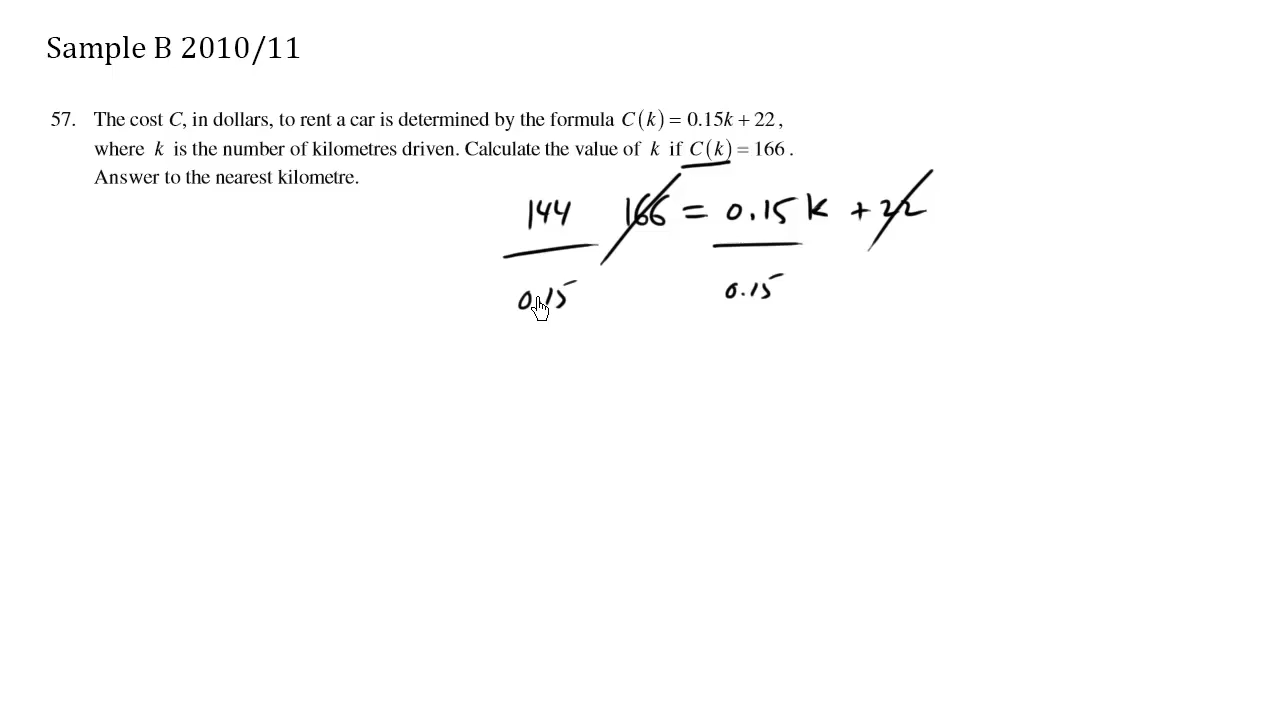 Sample B 2010/11
57. The cost C, in dollars, to rent a car is determined by the formula C(k) = 0.15k + 22,
where k is the number of kilometres driven. Calculate the value of k if C(k) = 166.
Answer to the nearest kilometre.
144 166 = 0.15 k + 22
0.15 0.15